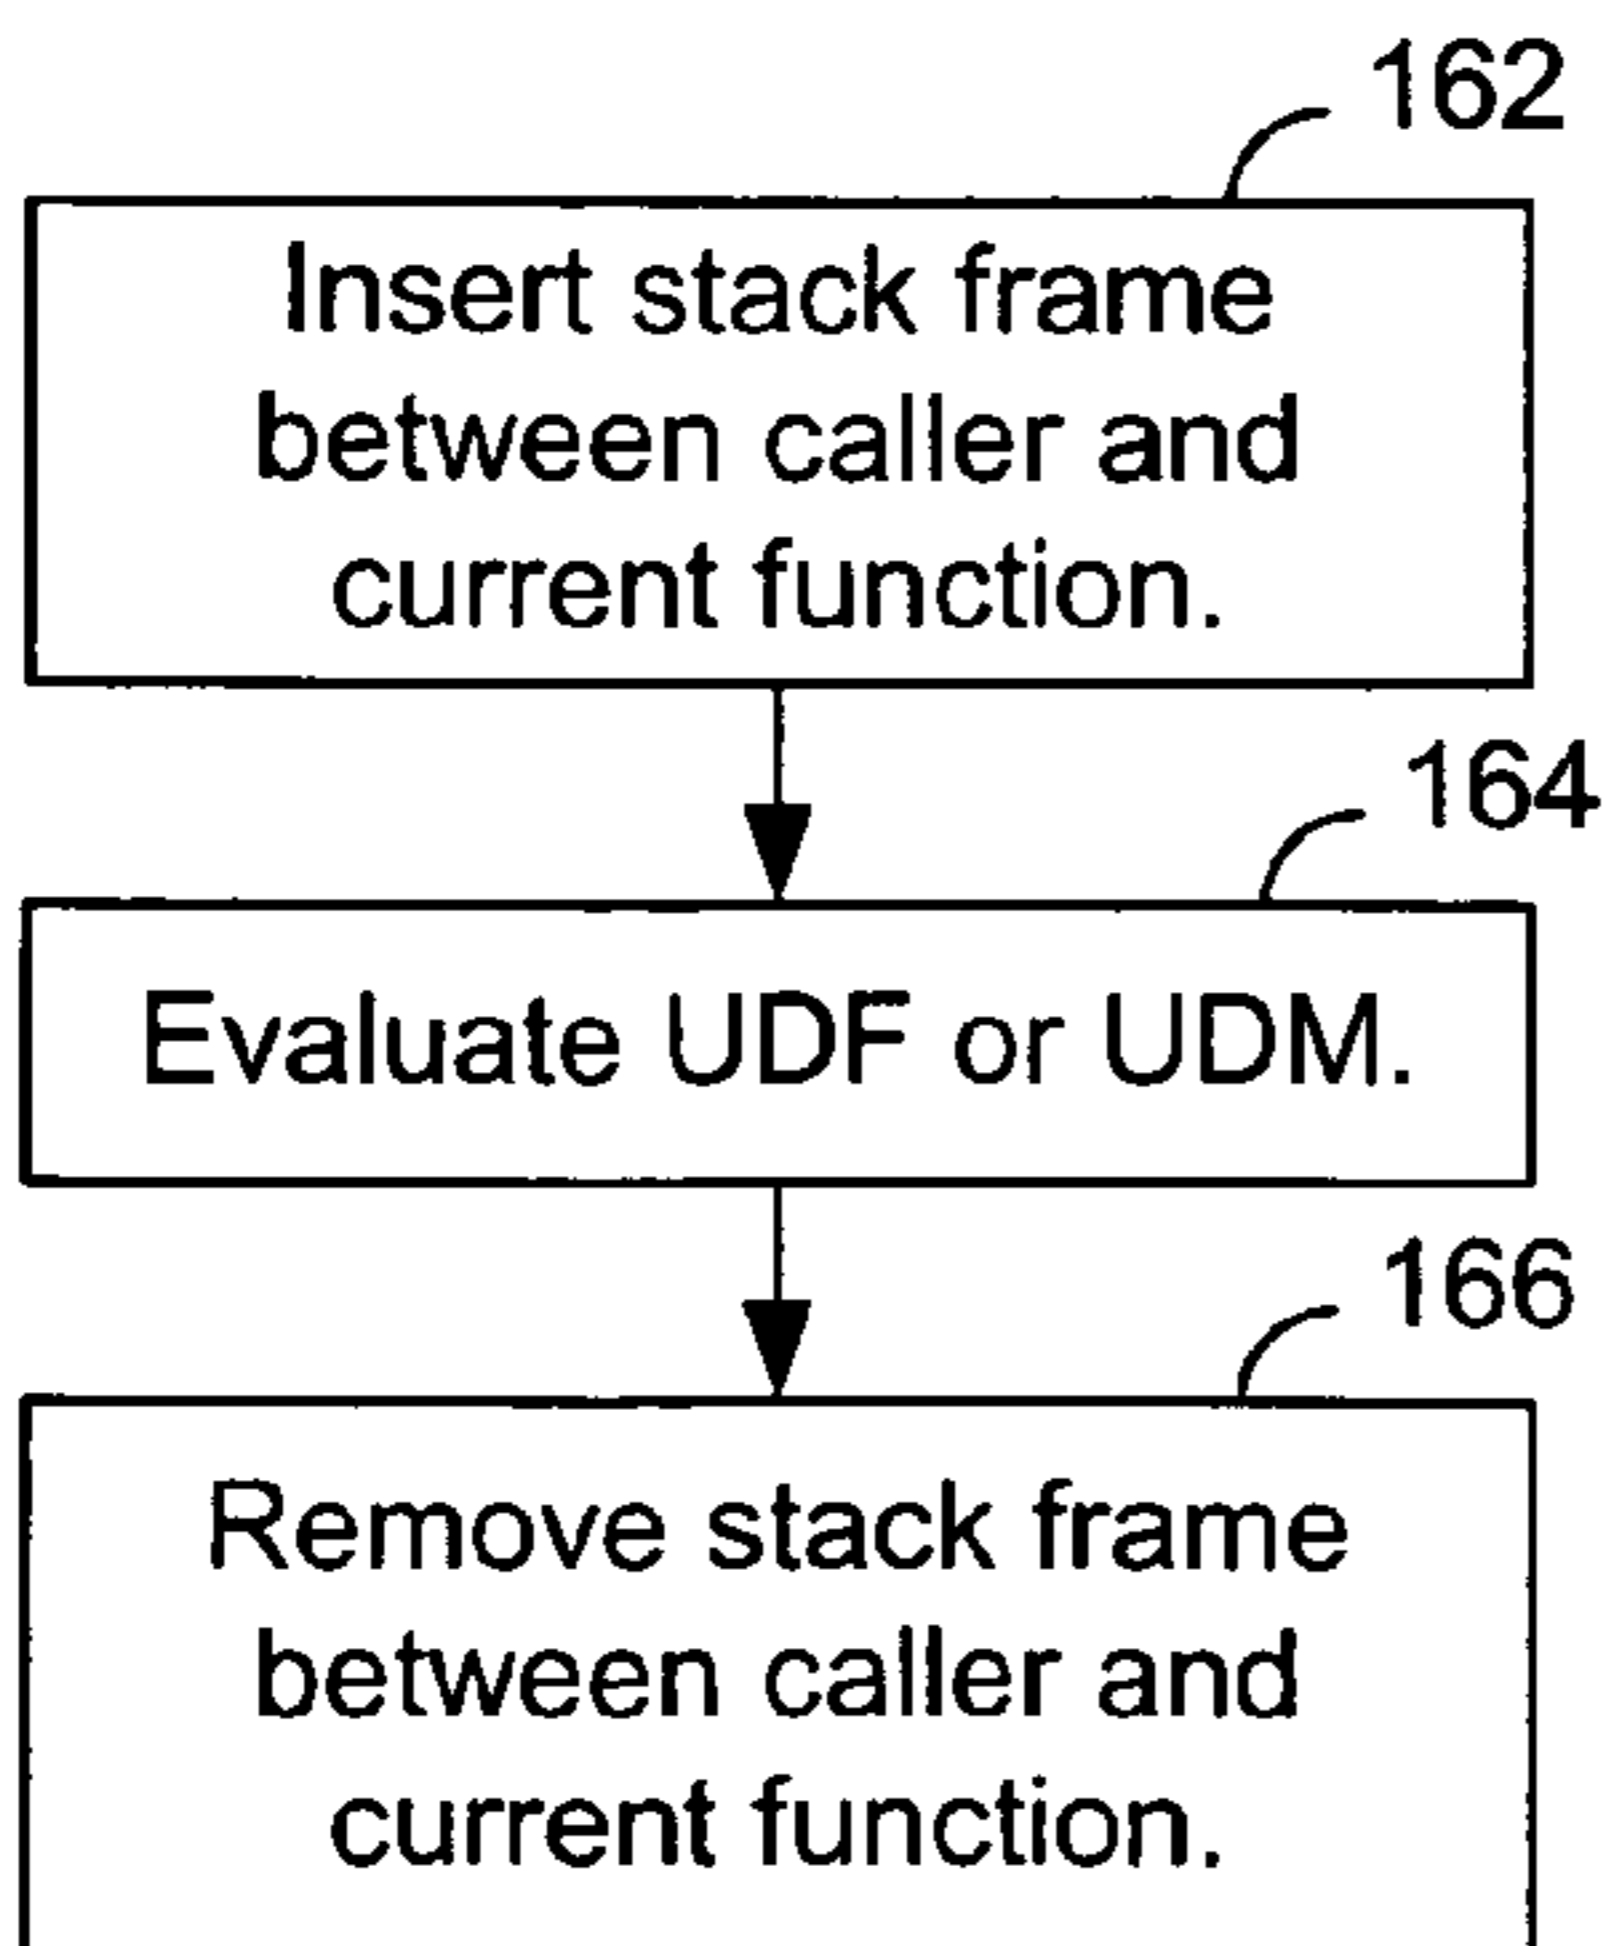 162
Insert stack frame
between caller and
current function.
164
Evaluate UDF or UDM.
166
Remove stack frame
between caller and
current function.